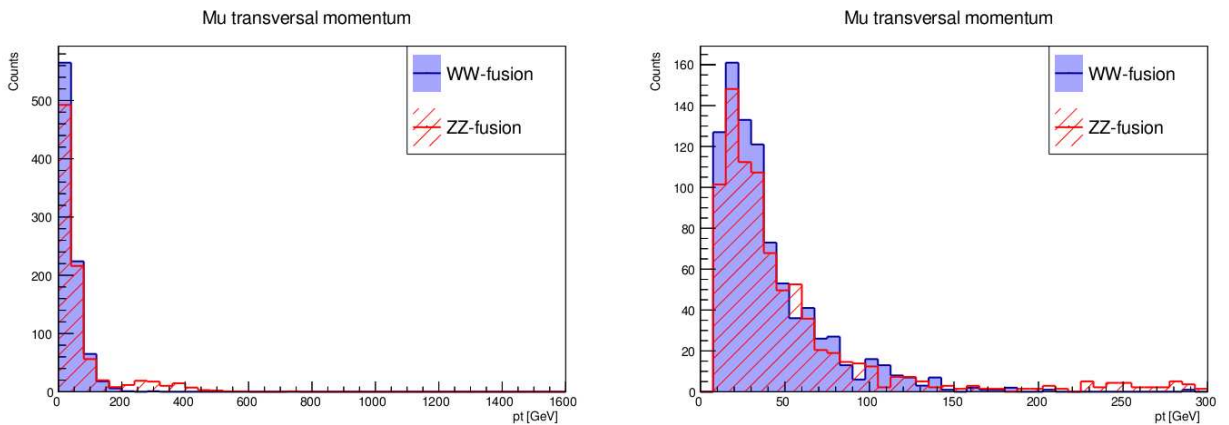 Mu transversal momentum
Counts
500
400
300
200
100
0
0 200 400 600 800 1000 1200 1400 1600
pt [GeV]
WW-fusion
ZZ-fusion
Mu transversal momentum
Counts
160
140
120
100
80
60
40
20
0
0 50 100 150 200 250 300
pt [GeV]
WW-fusion
ZZ-fusion